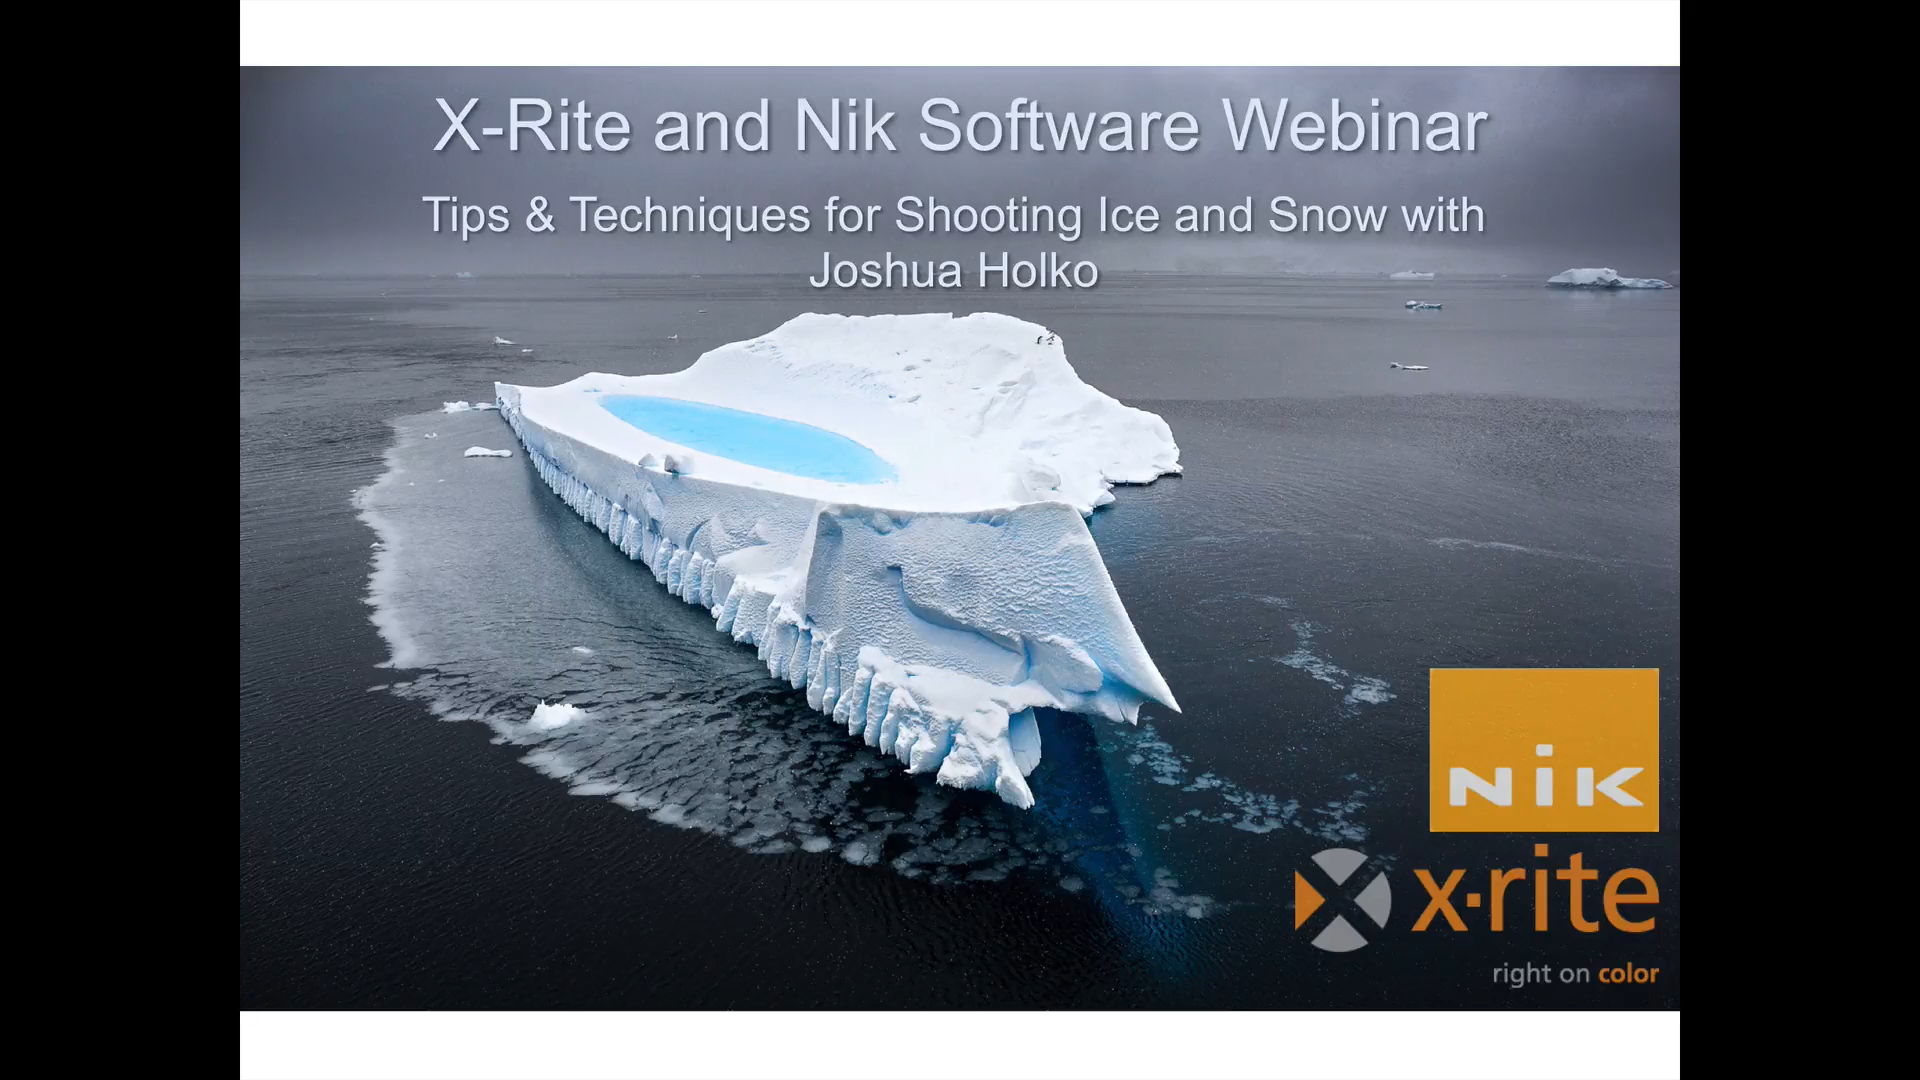 X-Rite and Nik Software Webinar
Tips & Techniques for Shooting Ice and Snow with
Joshua Holko
Nik
x·rite
right on color